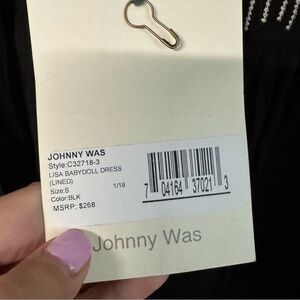 JOHNNY WAS
Style:C32718-3
LISA BABYDOLL DRESS
(LINED)
Size:S 1/18
Color:BLK
MSRP: $268
7 04164 37021 3
Johnny Was